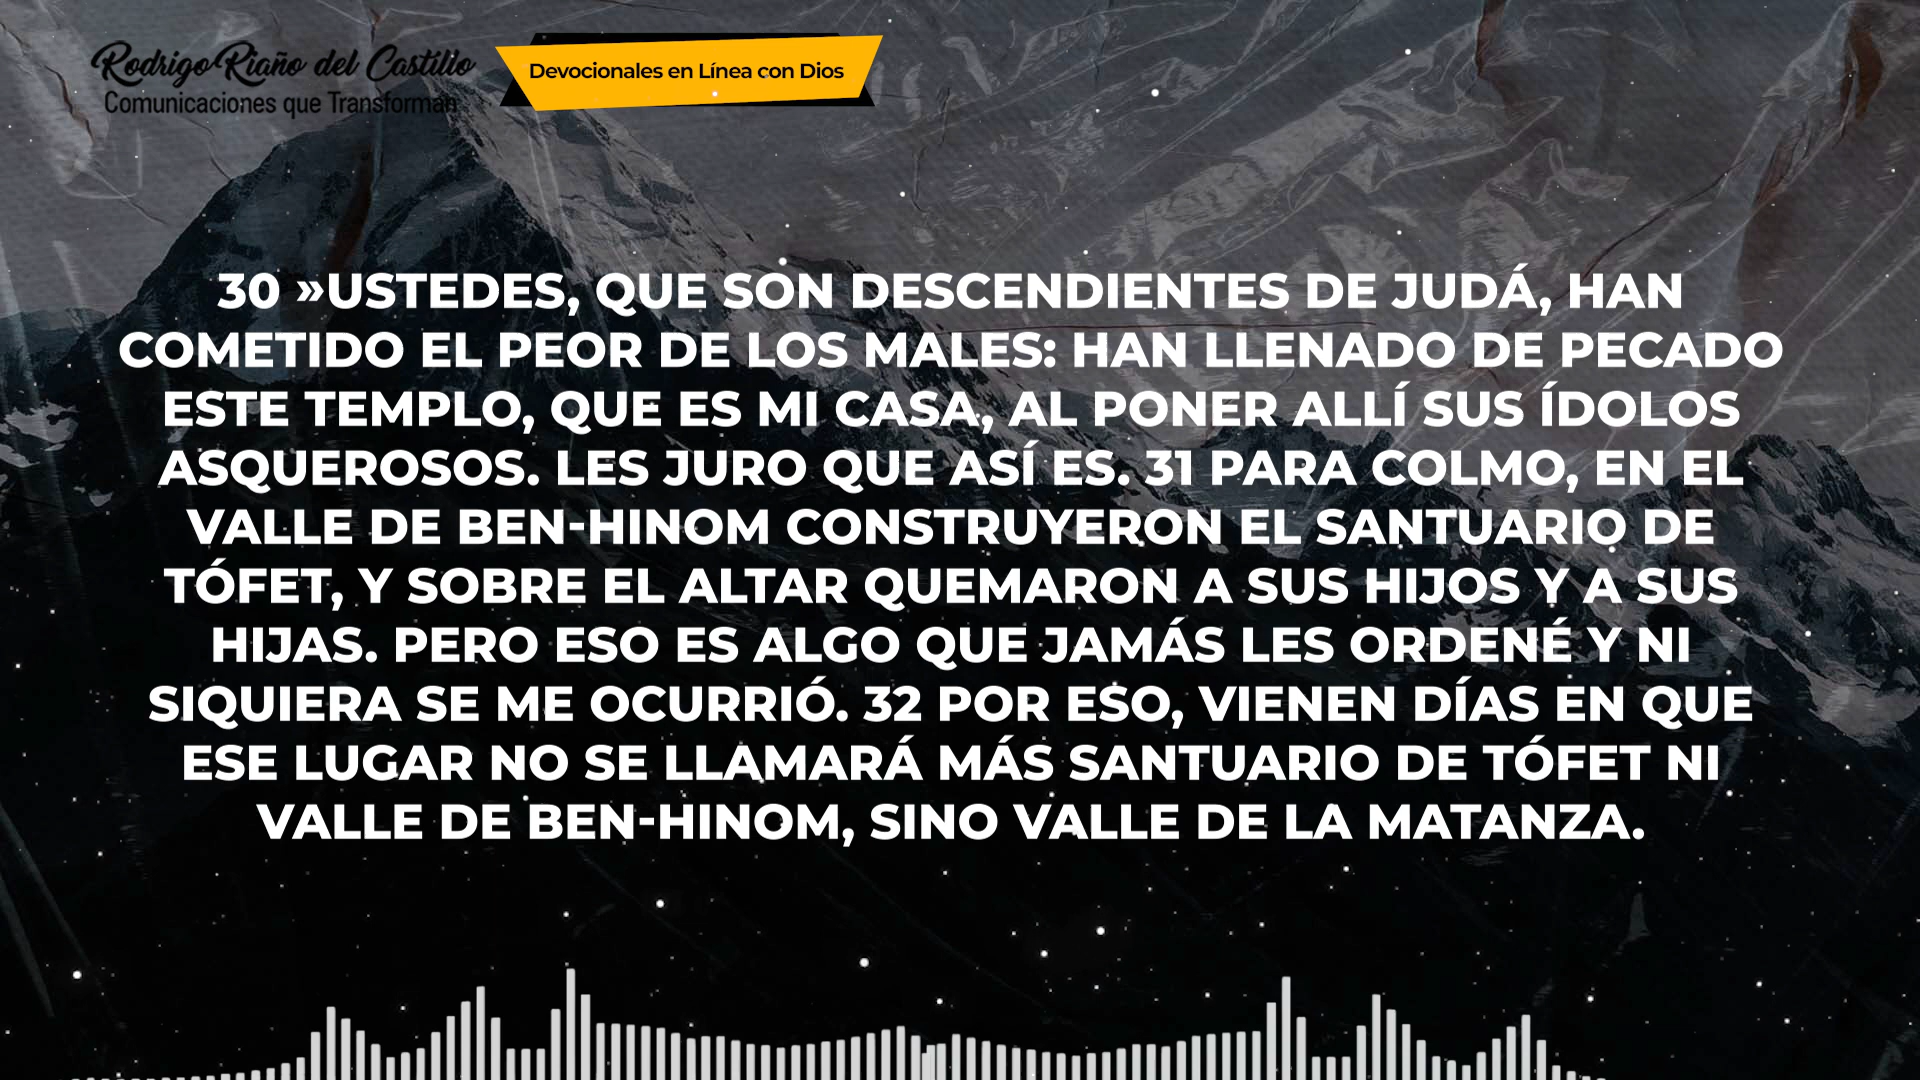 Rodrigo Riaño del Castillo
Comunicaciones que Transforman
Devocionales en Línea con Dios
30 »USTEDES, QUE SON DESCENDIENTES DE JUDÁ, HAN
COMETIDO EL PEOR DE LOS MALES: HAN LLENADO DE PECADO
ESTE TEMPLO, QUE ES MI CASA, AL PONER ALLÍ SUS ÍDOLOS
ASQUEROSOS. LES JURO QUE ASÍ ES. 31 PARA COLMO, EN EL
VALLE DE BEN-HINOM CONSTRUYERON EL SANTUARIO DE
TÓFET, Y SOBRE EL ALTAR QUEMARON A SUS HIJOS Y A SUS
HIJAS. PERO ESO ES ALGO QUE JAMÁS LES ORDENÉ Y NI
SIQUIERA SE ME OCURRIÓ. 32 POR ESO, VIENEN DÍAS EN QUE
ESE LUGAR NO SE LLAMARÁ MÁS SANTUARIO DE TÓFET NI
VALLE DE BEN-HINOM, SINO VALLE DE LA MATANZA.